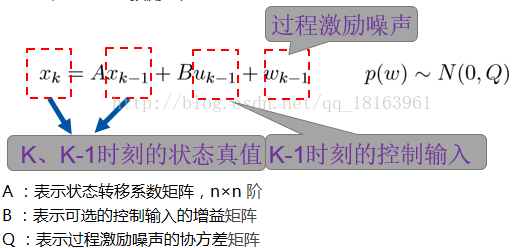 过程激励噪声
x_k = Ax_{k-1} + Bu_{k-1} + w_{k-1} p(w) ∼ N(0, Q)
http://blog.csdn.net/qq_18163961
K、K-1时刻的状态真值 K-1时刻的控制输入
A ：表示状态转移系数矩阵，n×n 阶
B ：表示可选的控制输入的增益矩阵
Q ：表示过程激励噪声的协方差矩阵